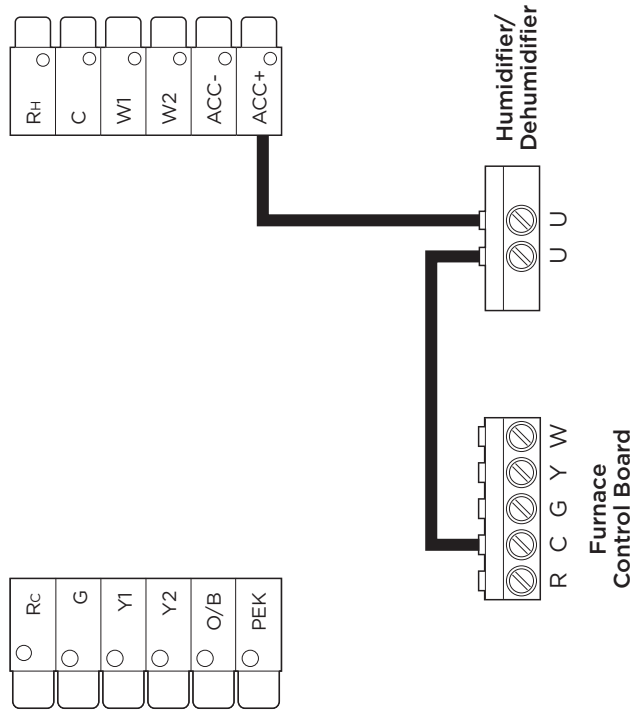 RH
C
W1
W2
ACC-
ACC+
Humidifier/
Dehumidifier
U
U
W
Y
G
C
R
Furnace
Control Board
RC
G
Y1
Y2
O/B
PEK